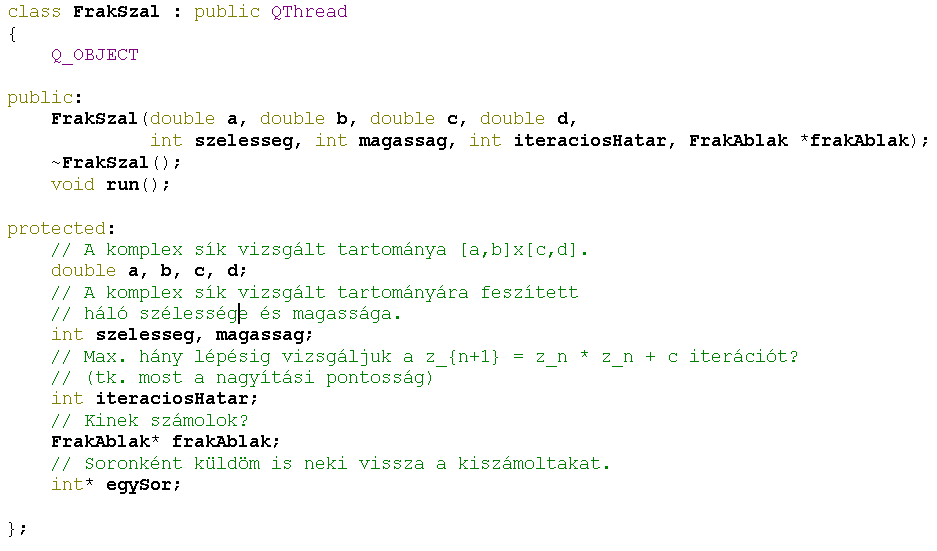 class FrakSzal : public QThread
{
    Q_OBJECT

public:
    FrakSzal(double a, double b, double c, double d,
             int szelesseg, int magassag, int iteraciosHatar, FrakAblak *frakAblak);
    ~FrakSzal();
    void run();

protected:
    // A komplex sík vizsgált tartománya [a,b]x[c,d].
    double a, b, c, d;
    // A komplex sík vizsgált tartományára feszített
    // háló szélessége és magassága.
    int szelesseg, magassag;
    // Max. hány lépésig vizsgáljuk a z_{n+1} = z_n * z_n + c iterációt?
    // (tk. most a nagyítási pontosság)
    int iteraciosHatar;
    // Kinek számolok?
    FrakAblak* frakAblak;
    // Soronként küldöm is neki vissza a kiszámoltakat.
    int* egySor;

};